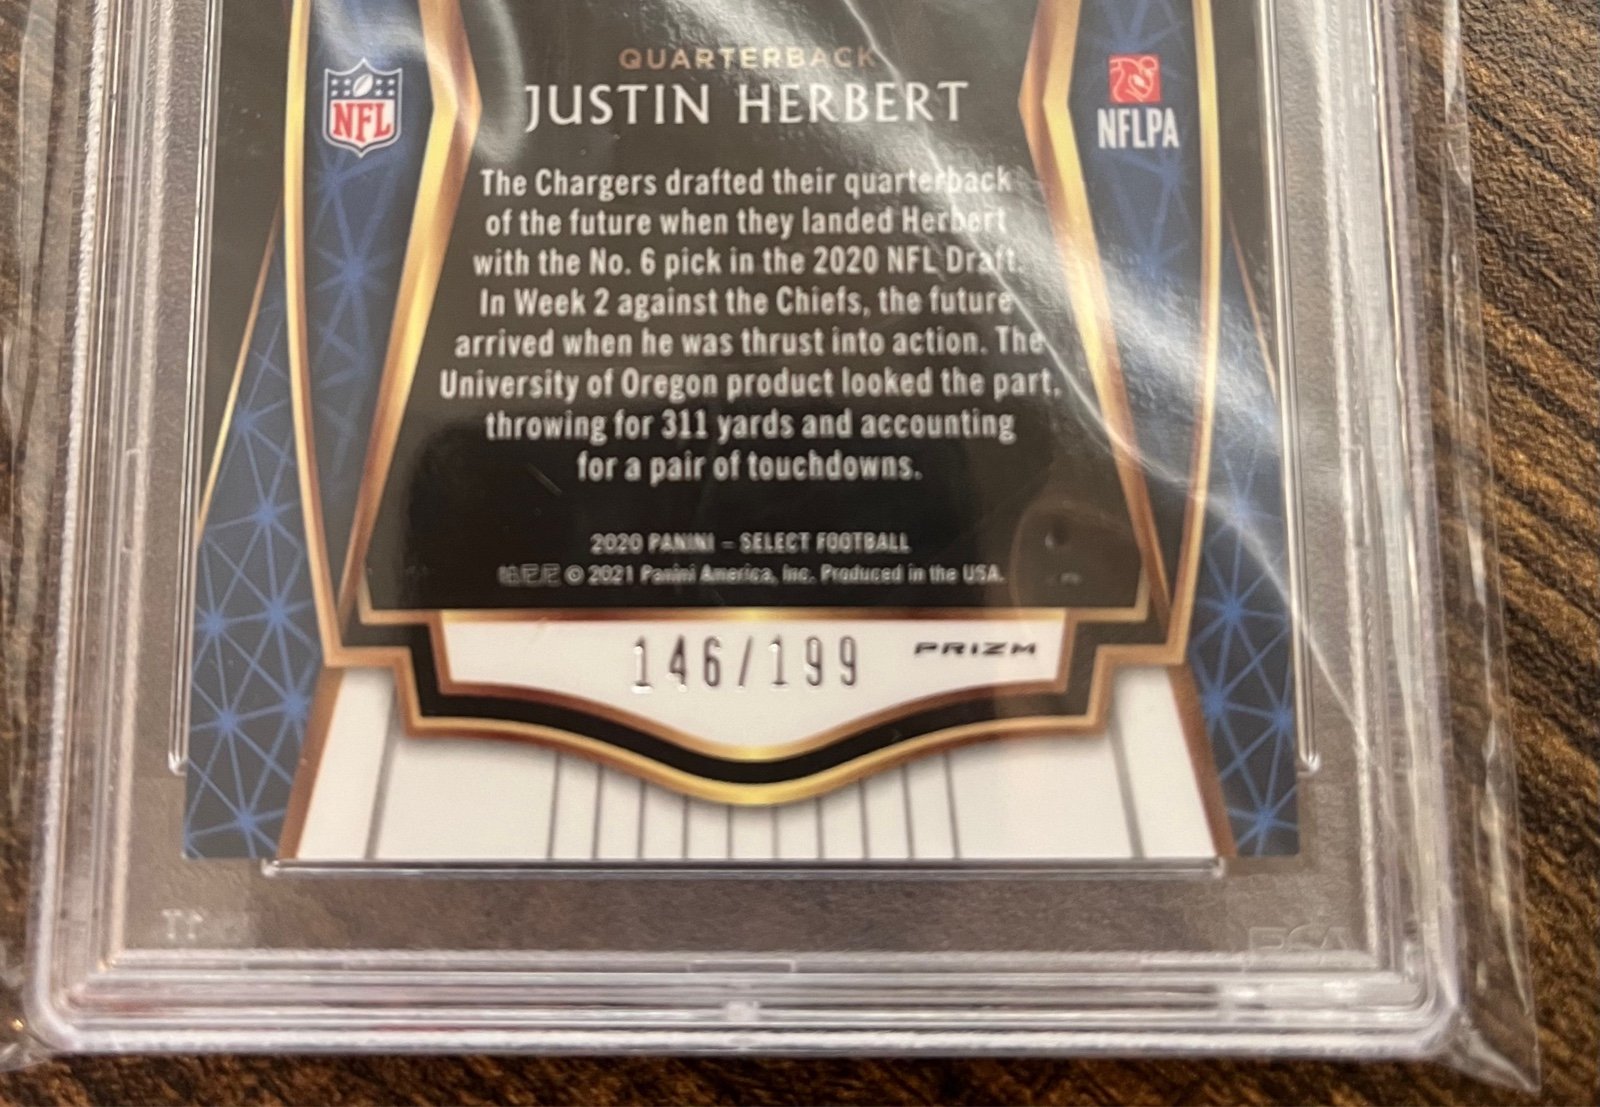 QUARTERBACK
JUSTIN HERBERT
NFL
NFLPA
The Chargers drafted their quarterback
of the future when they landed Herbert
with the No. 6 pick in the 2020 NFL Draft.
In Week 2 against the Chiefs, the future
arrived when he was thrust into action. The
University of Oregon product looked the part,
throwing for 311 yards and accounting
for a pair of touchdowns.
2020 PANINI – SELECT FOOTBALL
© 2021 Panini America, Inc. Produced in the USA.
146/199
PRIZM
PSA